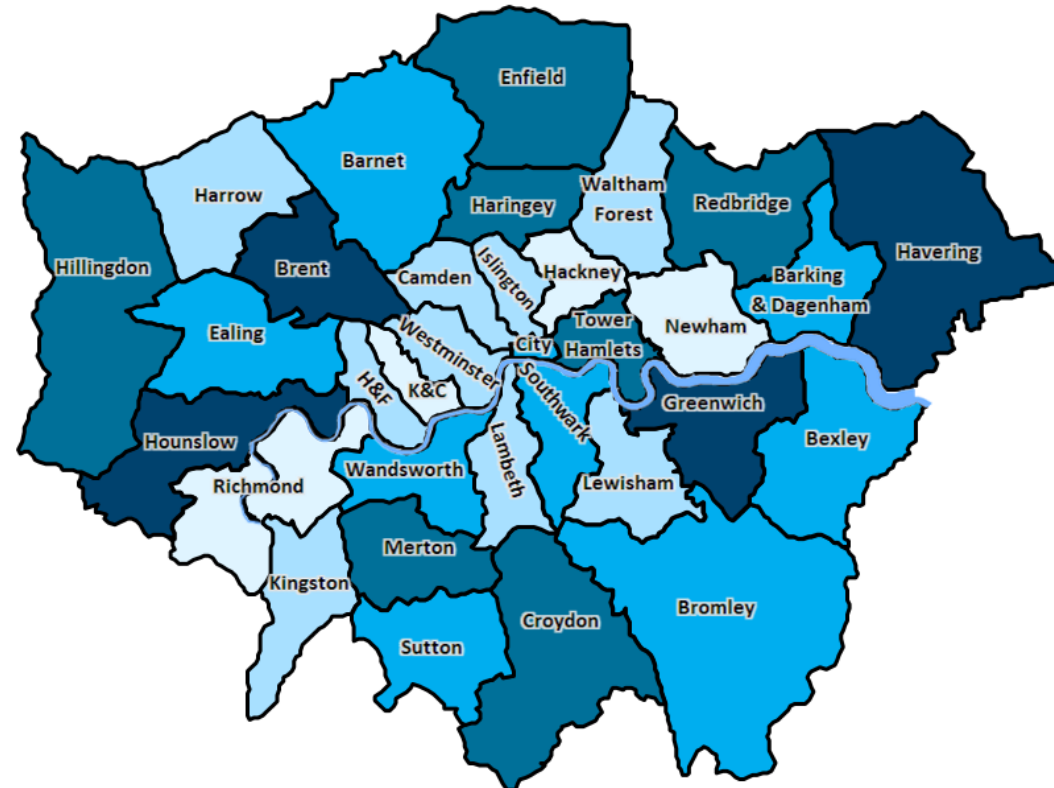 Enfield
Barnet
Harrow
Haringey
Waltham
Forest
Redbridge
Havering
Hillingdon
Brent
Camden
Islington
Hackney
Barking
& Dagenham
Ealing
Westminster
City
Tower
Hamlets
Newham
H&F
K&C
Southwark
Greenwich
Hounslow
Lambeth
Bexley
Wandsworth
Lewisham
Richmond
Merton
Kingston
Croydon
Bromley
Sutton